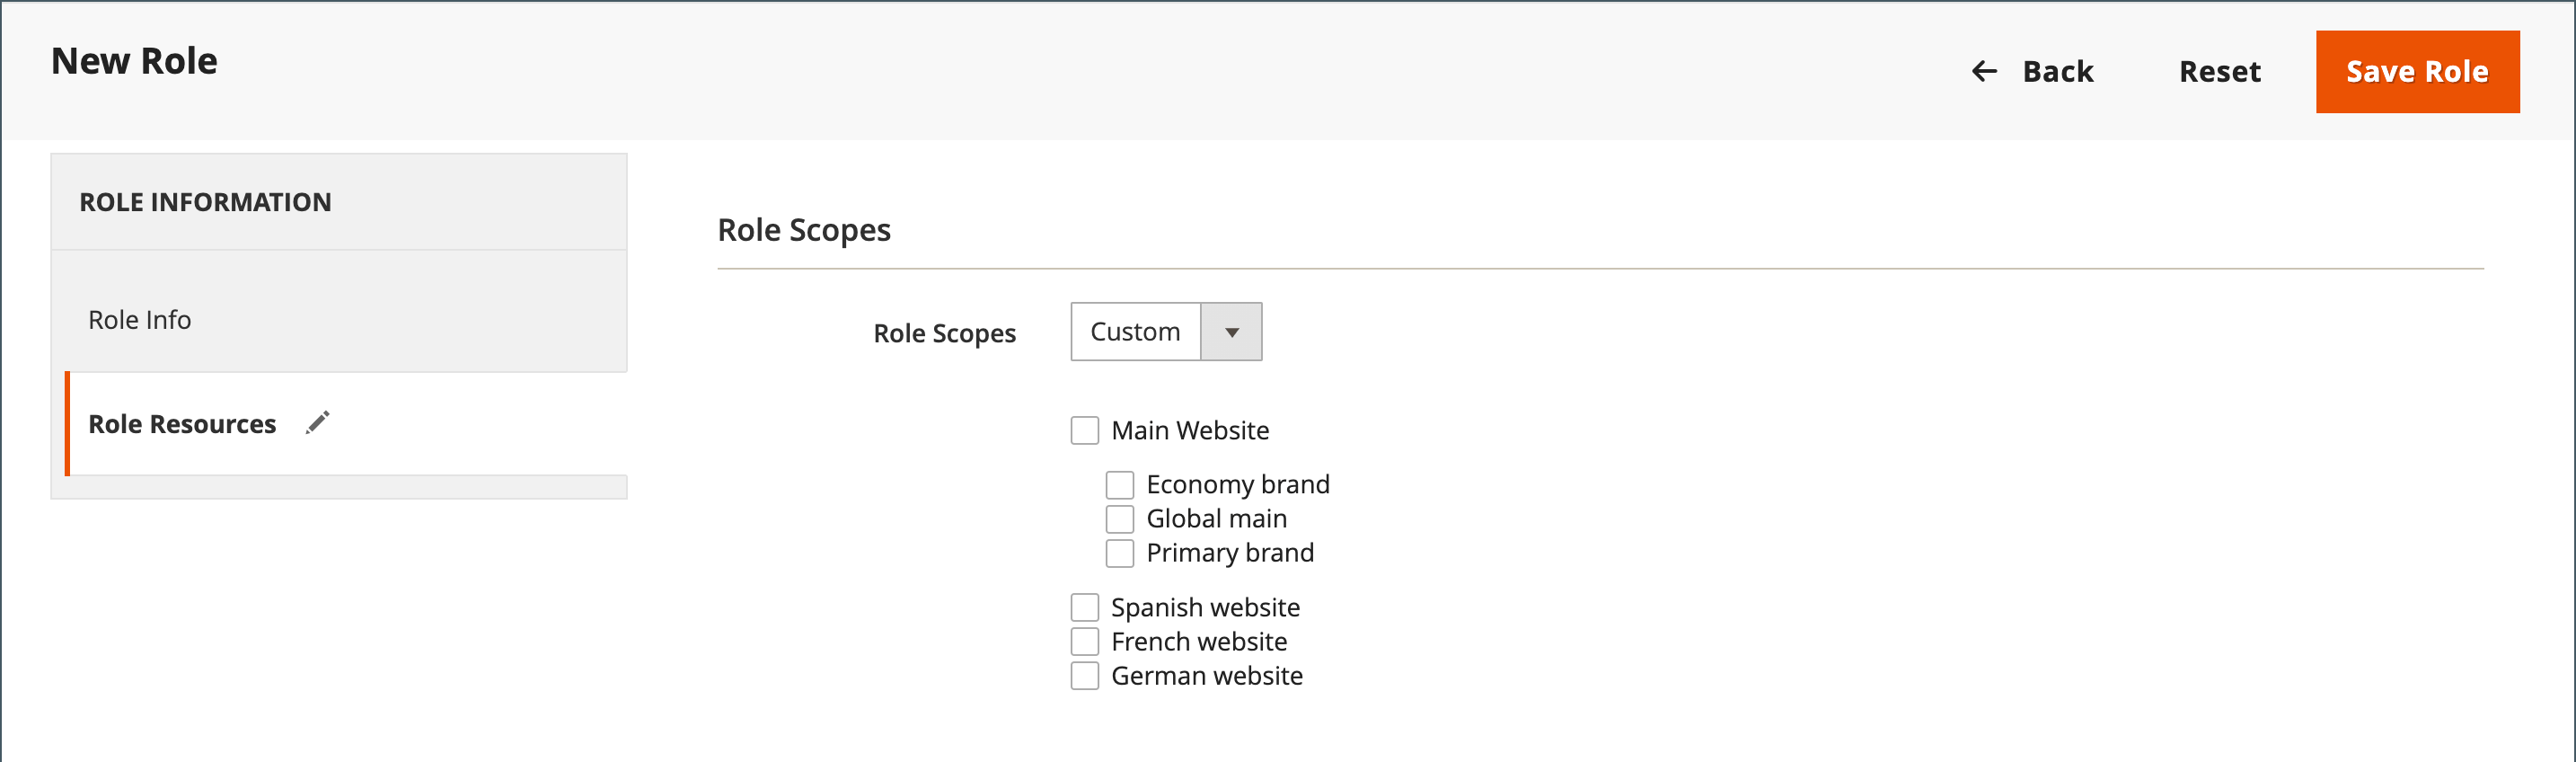 New Role
Back
Reset
Save Role
ROLE INFORMATION
Role Info
Role Resources
Role Scopes
Role Scopes
Custom
Main Website
Economy brand
Global main
Primary brand
Spanish website
French website
German website